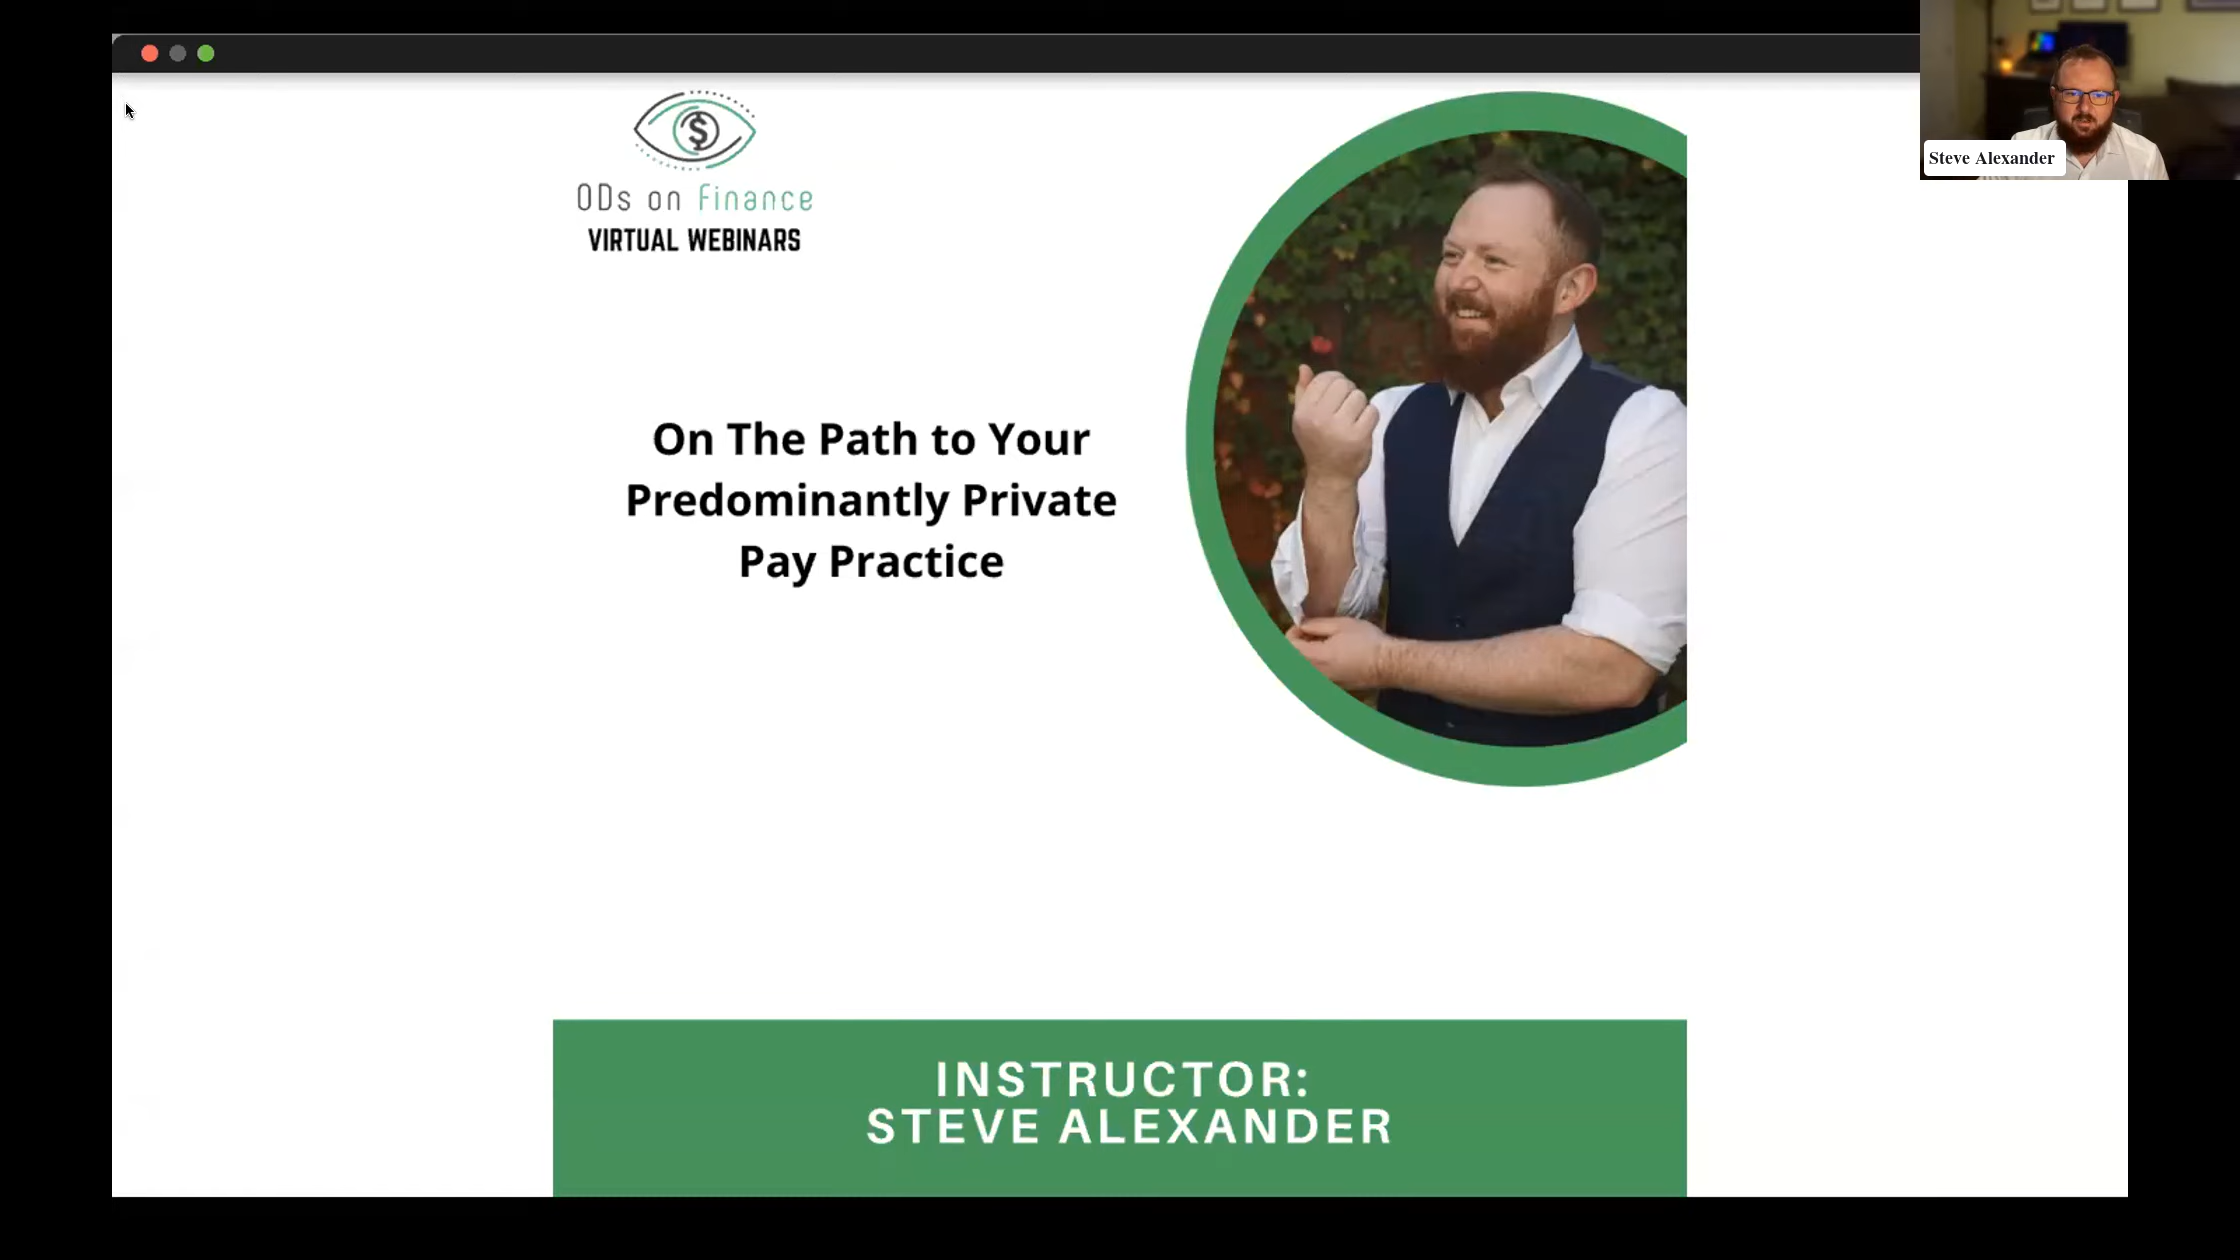 Steve Alexander
$
ODs on Finance
VIRTUAL WEBINARS
On The Path to Your
Predominantly Private
Pay Practice
INSTRUCTOR:
STEVE ALEXANDER